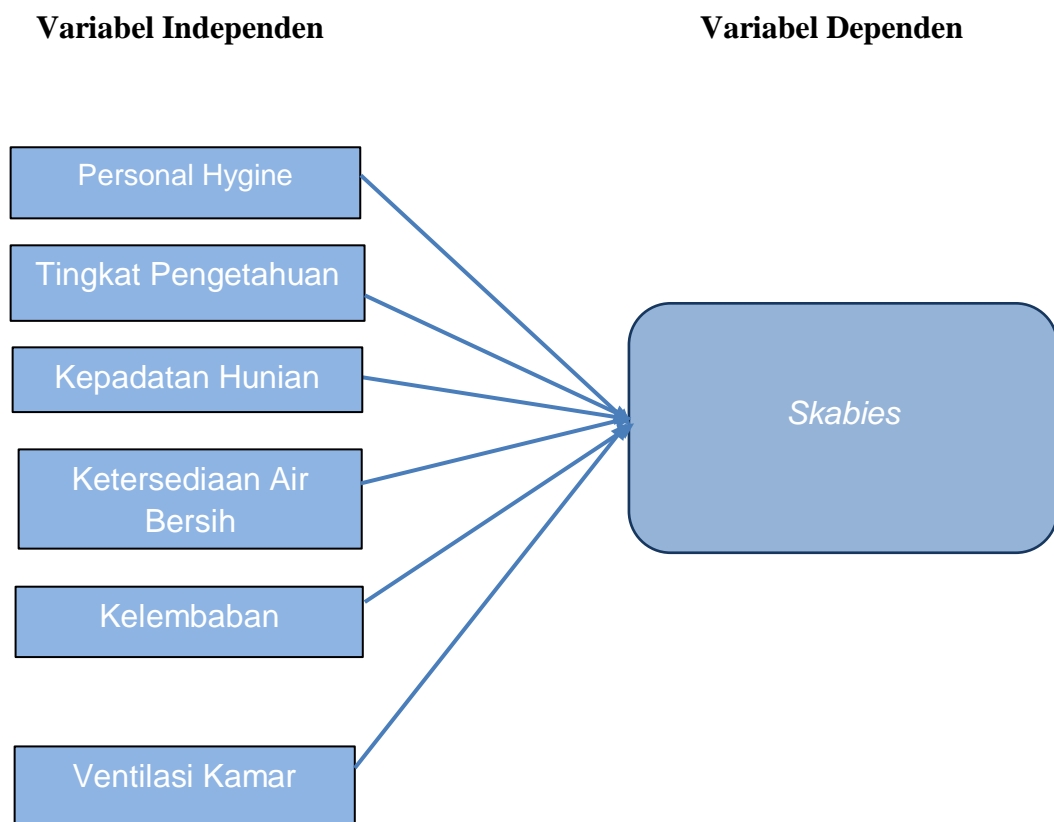 Variabel Independen
Variabel Dependen
Personal Hygine
Tingkat Pengetahuan
Kepadatan Hunian
Ketersediaan Air
Bersih
Kelembaban
Ventilasi Kamar
Skabies